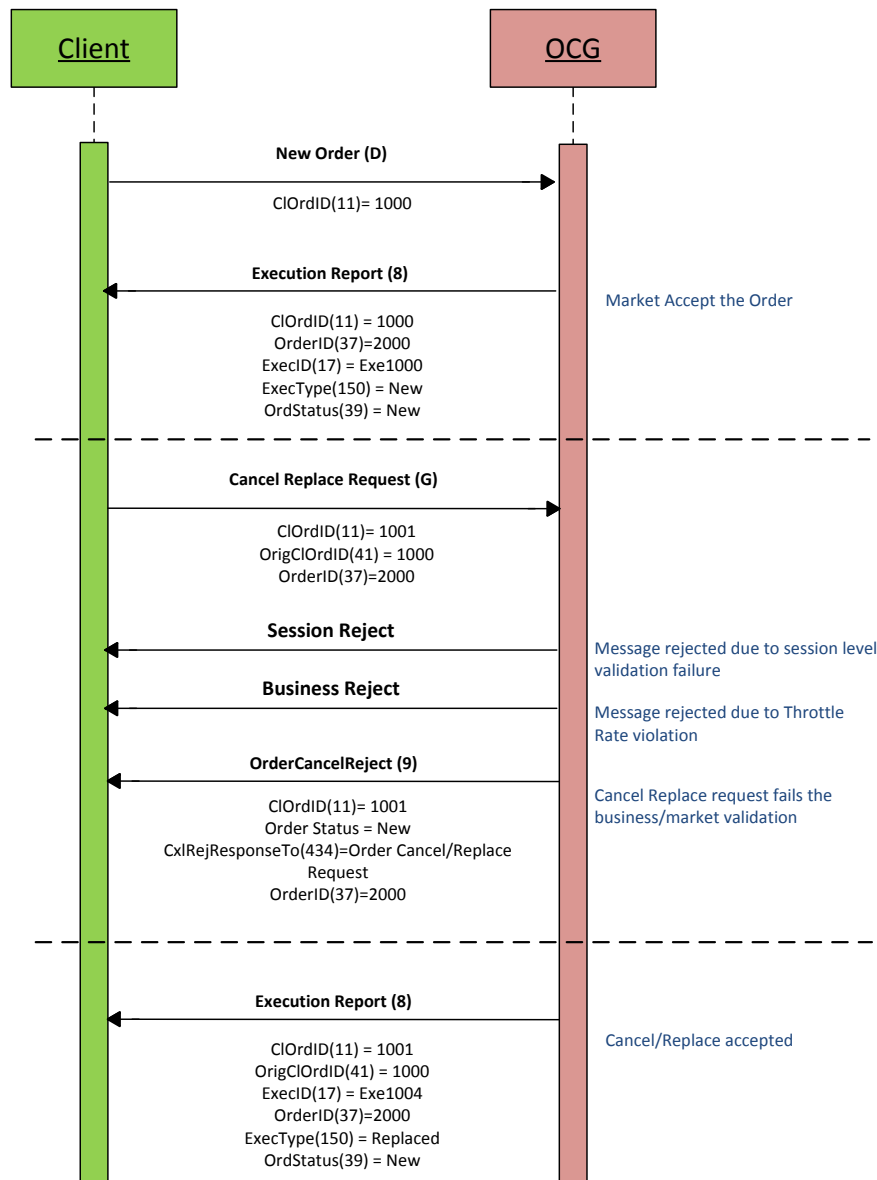 Client
OCG
New Order (D)
ClOrdID(11)= 1000
Execution Report (8)
Market Accept the Order
ClOrdID(11) = 1000
OrderID(37)=2000
ExecID(17) = Exe1000
ExecType(150) = New
OrdStatus(39) = New
Cancel Replace Request (G)
ClOrdID(11)= 1001
OrigClOrdID(41) = 1000
OrderID(37)=2000
Session Reject
Message rejected due to session level
validation failure
Business Reject
Message rejected due to Throttle
Rate violation
OrderCancelReject (9)
Cancel Replace request fails the
business/market validation
ClOrdID(11)= 1001
Order Status = New
CxlRejResponseTo(434)=Order Cancel/Replace
Request
OrderID(37)=2000
Execution Report (8)
Cancel/Replace accepted
ClOrdID(11) = 1001
OrigClOrdID(41) = 1000
ExecID(17) = Exe1004
OrderID(37)=2000
ExecType(150) = Replaced
OrdStatus(39) = New